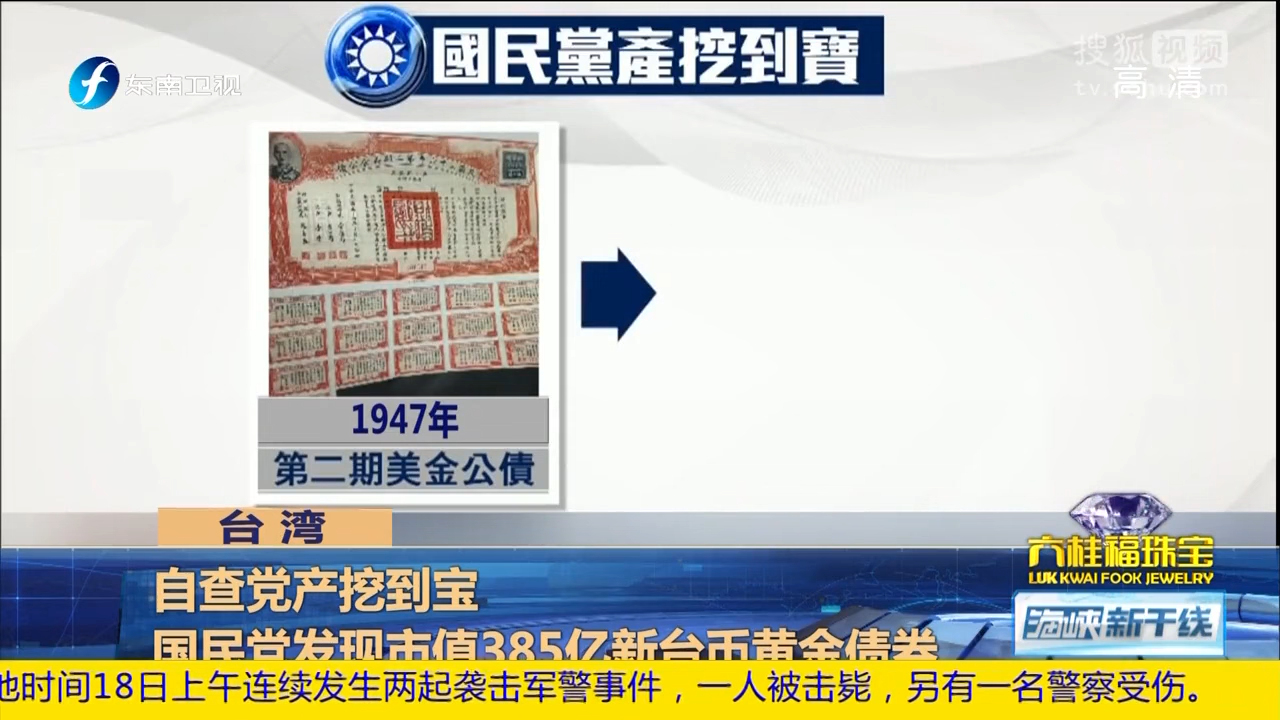 國民黨產挖到寶
东南卫视
搜狐视频
高清
1947年
第二期美金公債
台湾
自查党产挖到宝
国民党发现市值385亿新台币黄金债券
六桂福珠宝
LUK KWAI FOOK JEWELRY
海峡新干线
地时间18日上午连续发生两起袭击军警事件，一人被击毙，另有一名警察受伤。